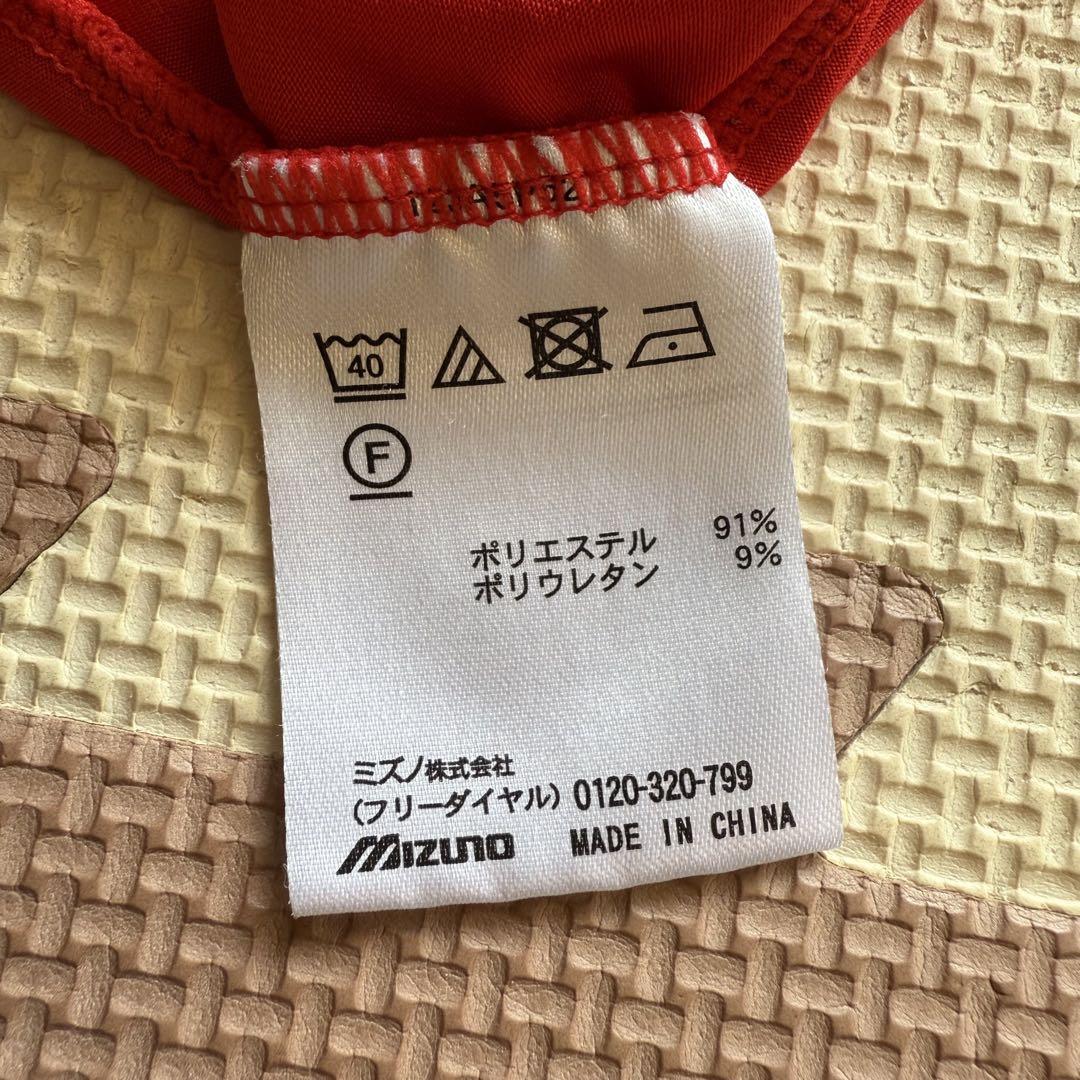 40
F
ポリエステル 91%
ポリウレタン 9%
ミズノ株式会社
(フリーダイヤル) 0120-320-799
MIZUNO MADE IN CHINA